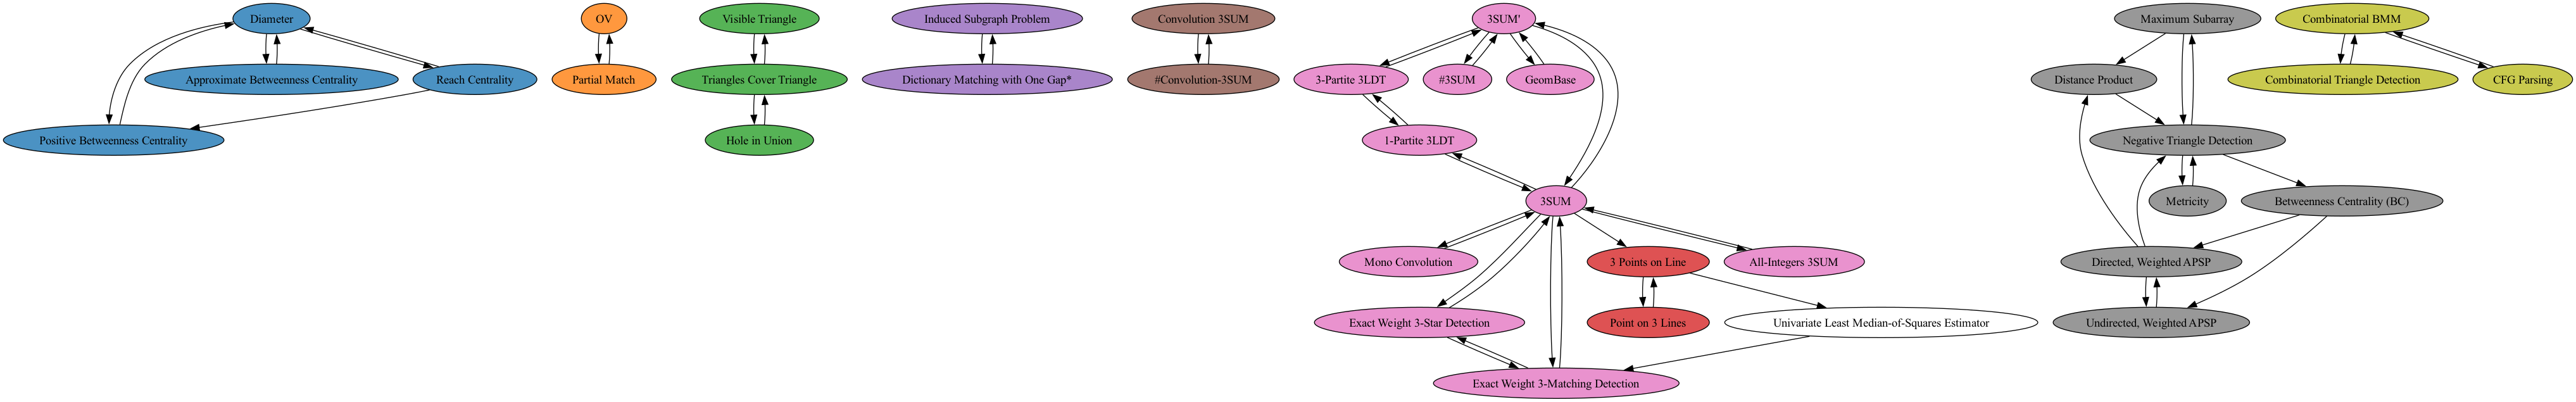 Diameter
OV
Visible Triangle
Induced Subgraph Problem
Convolution 3SUM
3SUM'
Maximum Subarray
Combinatorial BMM
Approximate Betweenness Centrality
Reach Centrality
Partial Match
Triangles Cover Triangle
Dictionary Matching with One Gap*
#Convolution-3SUM
3-Partite 3LDT
#3SUM
GeomBase
Distance Product
Combinatorial Triangle Detection
CFG Parsing
Positive Betweenness Centrality
Hole in Union
1-Partite 3LDT
Negative Triangle Detection
3SUM
Metricity
Betweenness Centrality (BC)
Mono Convolution
3 Points on Line
All-Integers 3SUM
Directed, Weighted APSP
Exact Weight 3-Star Detection
Point on 3 Lines
Univariate Least Median-of-Squares Estimator
Undirected, Weighted APSP
Exact Weight 3-Matching Detection